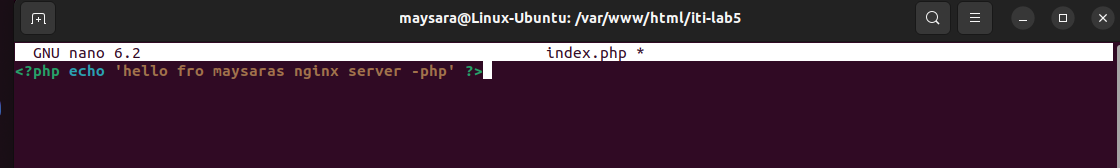 maysara@Linux-Ubuntu: /var/www/html/iti-lab5
GNU nano 6.2 index.php *
<?php echo 'hello fro maysaras nginx server -php' ?>